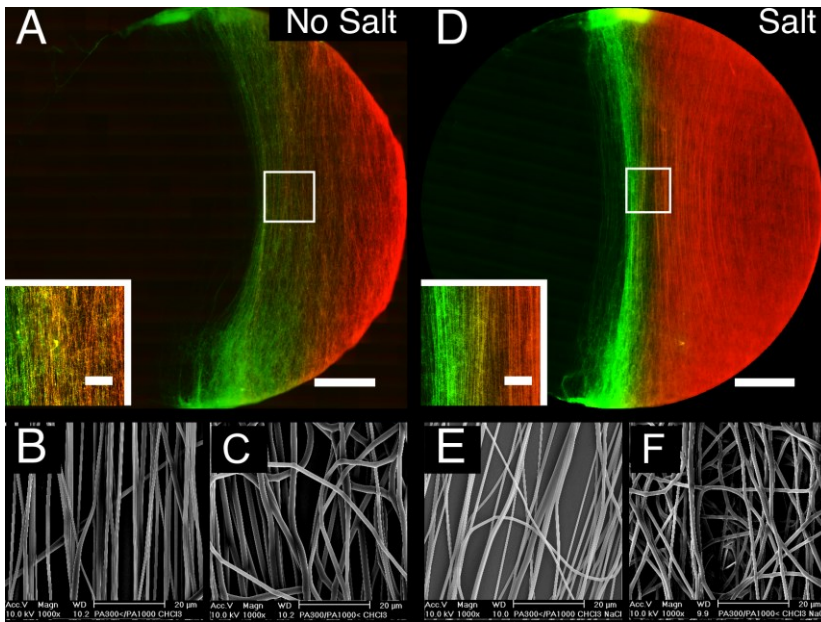 A
No Salt
D
Salt
B
C
E
F
Acc.V Magn WD 20 µm
10.0 kV 1000x 10.2 PA300</PA1000 CHCl3
Acc.V Magn WD 20 µm
10.0 kV 1000x 10.2 PA300/PA1000< CHCl3
Acc.V Magn WD 20 µm
10.0 kV 1000x 10.0 PA300</PA1000 CHCl3 NaCl
Acc.V Magn WD 20 µm
10.0 kV 1000x 9.9 PA300/PA1000< CHCl3 NaCl